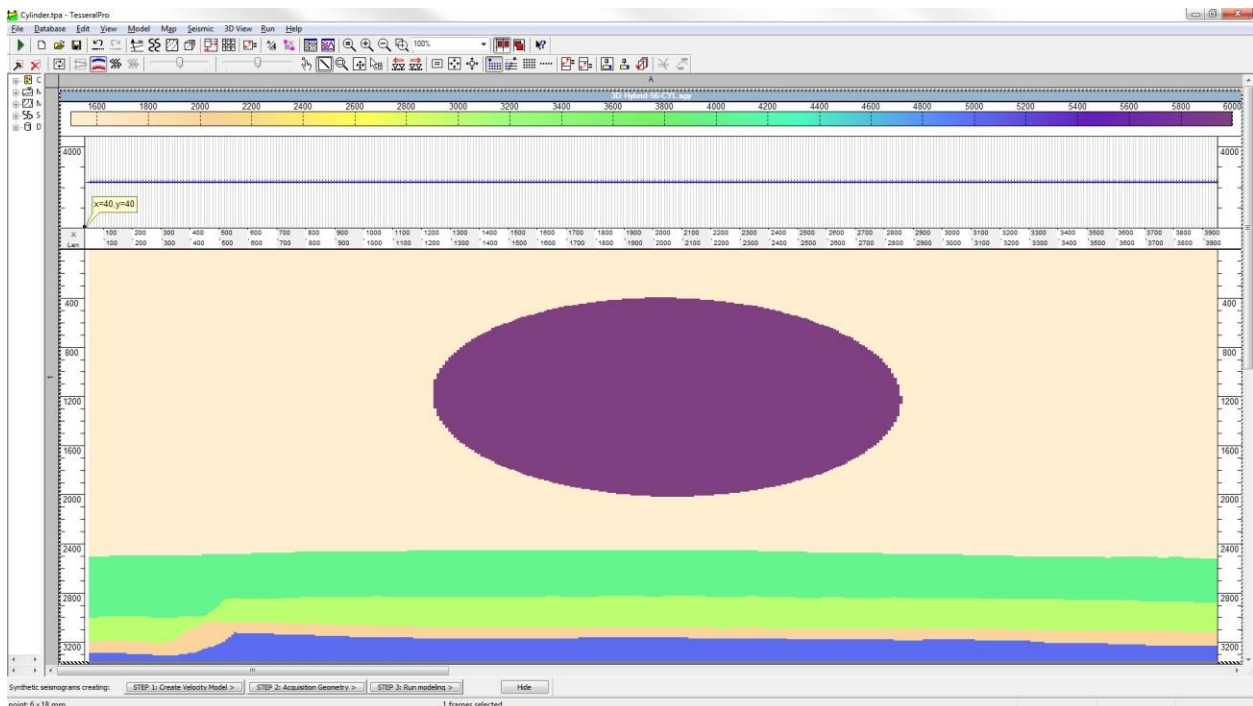 Cylinder.tpa - TesseralPro
File Database Edit View Model Map Seismic 3D View Run Help
100%
C
M
M
S
D
A
3D Hybrid-56-CYL.sgy
1600 1800 2000 2200 2400 2600 2800 3000 3200 3400 3600 3800 4000 4200 4400 4600 4800 5000 5200 5400 5600 5800 6000
4000 4000
x=40,y=40
X 100 200 300 400 500 600 700 800 900 1000 1100 1200 1300 1400 1500 1600 1700 1800 1900 2000 2100 2200 2300 2400 2500 2600 2700 2800 2900 3000 3100 3200 3300 3400 3500 3600 3700 3800 3900
Len 100 200 300 400 500 600 700 800 900 1000 1100 1200 1300 1400 1500 1600 1700 1800 1900 2000 2100 2200 2300 2400 2500 2600 2700 2800 2900 3000 3100 3200 3300 3400 3500 3600 3700 3800 3900
400 400
800 800
1
1200 1200
1600 1600
2000 2000
2400 2400
2800 2800
3200 3200
Synthetic seismograms creating: STEP 1: Create Velocity Model > STEP 2: Acquisition Geometry > STEP 3: Run modeling > Hide
point: 6 x 18 mm 1 frames selected